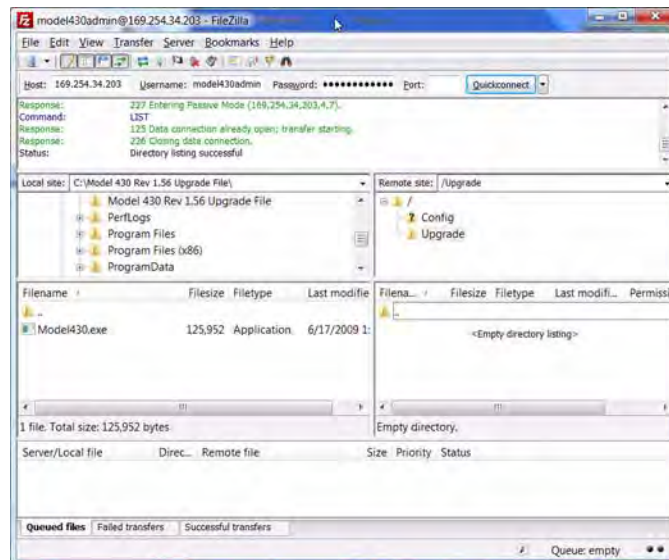 model430admin@169.254.34.203 - FileZilla
File Edit View Transfer Server Bookmarks Help
Host: 169.254.34.203 Username: model430admin Password: ●●●●●●●●●●●● Port: Quickconnect
Response: 227 Entering Passive Mode (169,254,34,203,4,7).
Command: LIST
Response: 125 Data connection already open; transfer starting.
Response: 226 Closing data connection.
Status: Directory listing successful
Local site: C:\Model 430 Rev 1.56 Upgrade File\ Remote site: /Upgrade
Model 430 Rev 1.56 Upgrade File
PerfLogs
Program Files
Program Files (x86)
ProgramData
/
? Config
Upgrade
Filename Filesize Filetype Last modifie
..
Model430.exe 125,952 Application 6/17/2009 1:
1 file. Total size: 125,952 bytes
Filena... Filesize Filetype Last modifi... Permissi
..
<Empty directory listing>
Empty directory.
Server/Local file Direc... Remote file Size Priority Status
Queued files Failed transfers Successful transfers
Queue: empty